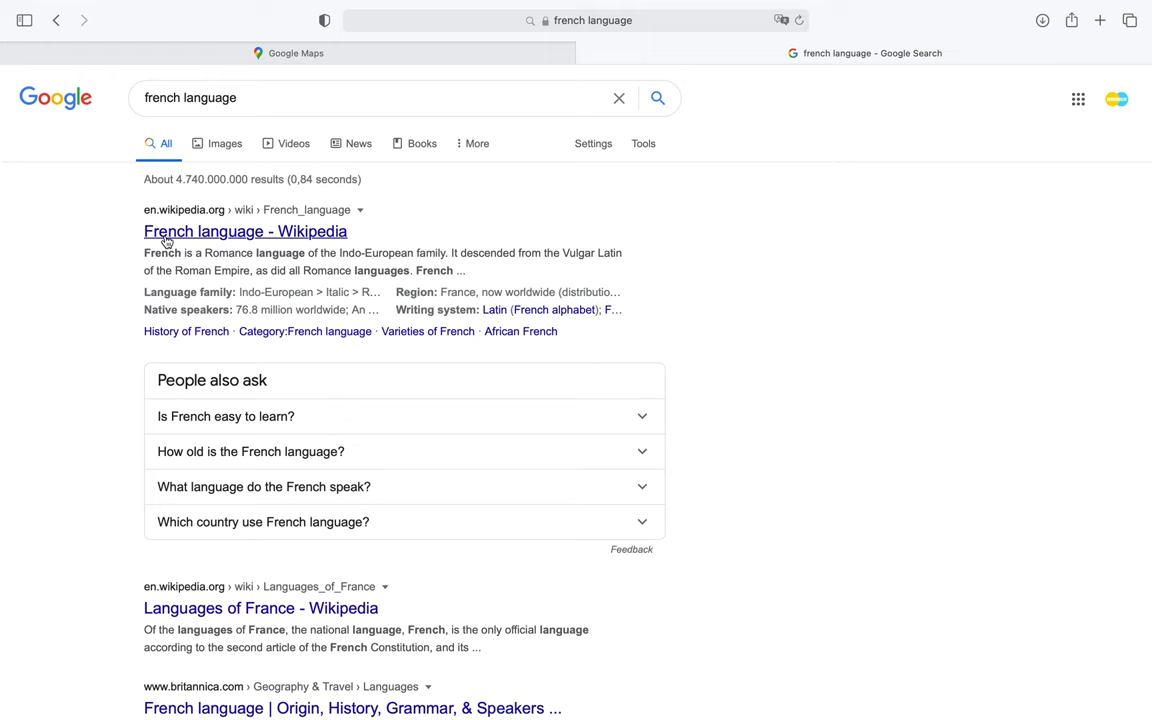 french language
Google Maps
french language - Google Search
Google
french language
All Images Videos News Books More Settings Tools
About 4.740.000.000 results (0,84 seconds)
en.wikipedia.org › wiki › French_language
French language - Wikipedia
French is a Romance language of the Indo-European family. It descended from the Vulgar Latin
of the Roman Empire, as did all Romance languages. French ...
Language family: Indo-European > Italic > R... Region: France, now worldwide (distributio...
Native speakers: 76.8 million worldwide; An ... Writing system: Latin (French alphabet); F...
History of French · Category:French language · Varieties of French · African French
People also ask
Is French easy to learn?
How old is the French language?
What language do the French speak?
Which country use French language?
Feedback
en.wikipedia.org › wiki › Languages_of_France
Languages of France - Wikipedia
Of the languages of France, the national language, French, is the only official language
according to the second article of the French Constitution, and its ...
www.britannica.com › Geography & Travel › Languages
French language | Origin, History, Grammar, & Speakers ...